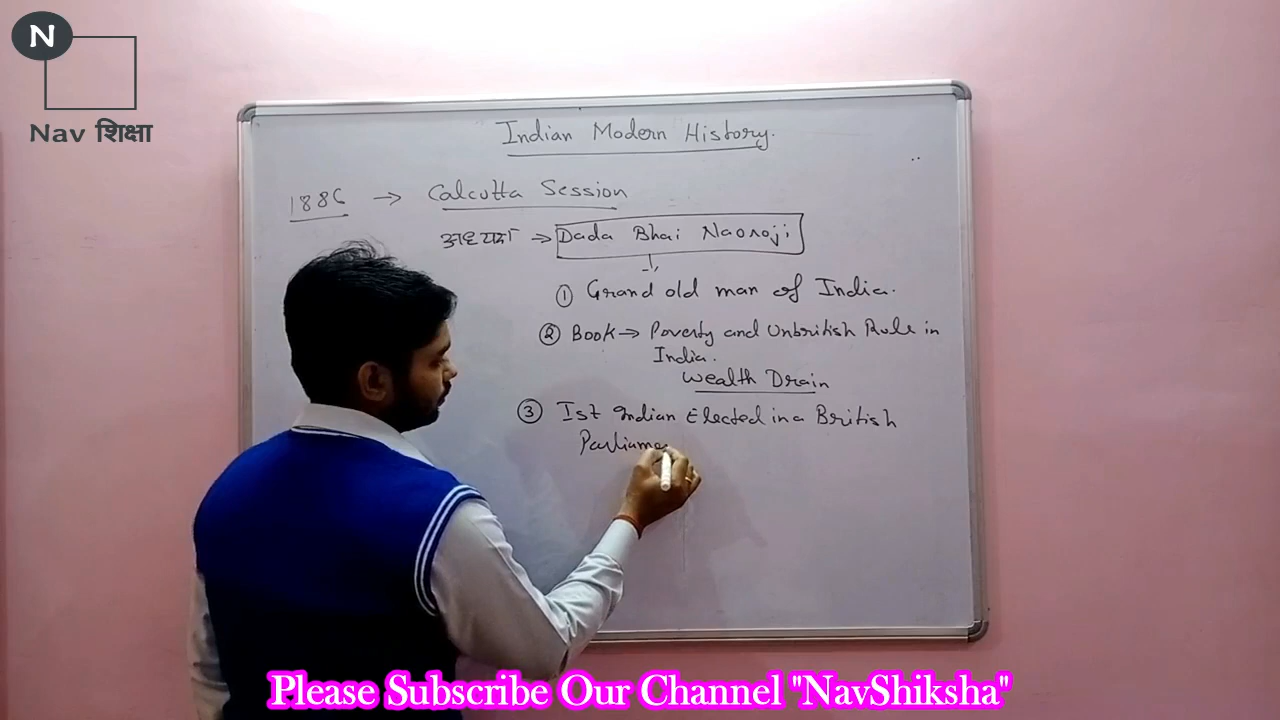 N
Nav शिक्षा
Indian Modern History.
1886 → Calcutta Session
अध्यक्ष → Dada Bhai Naoroji
① Grand old man of India.
② Book → Poverty and Unbritish Rule in
India.
Wealth Drain
③ Ist Indian Elected in a British
Parliame
Please Subscribe Our Channel "NavShiksha"